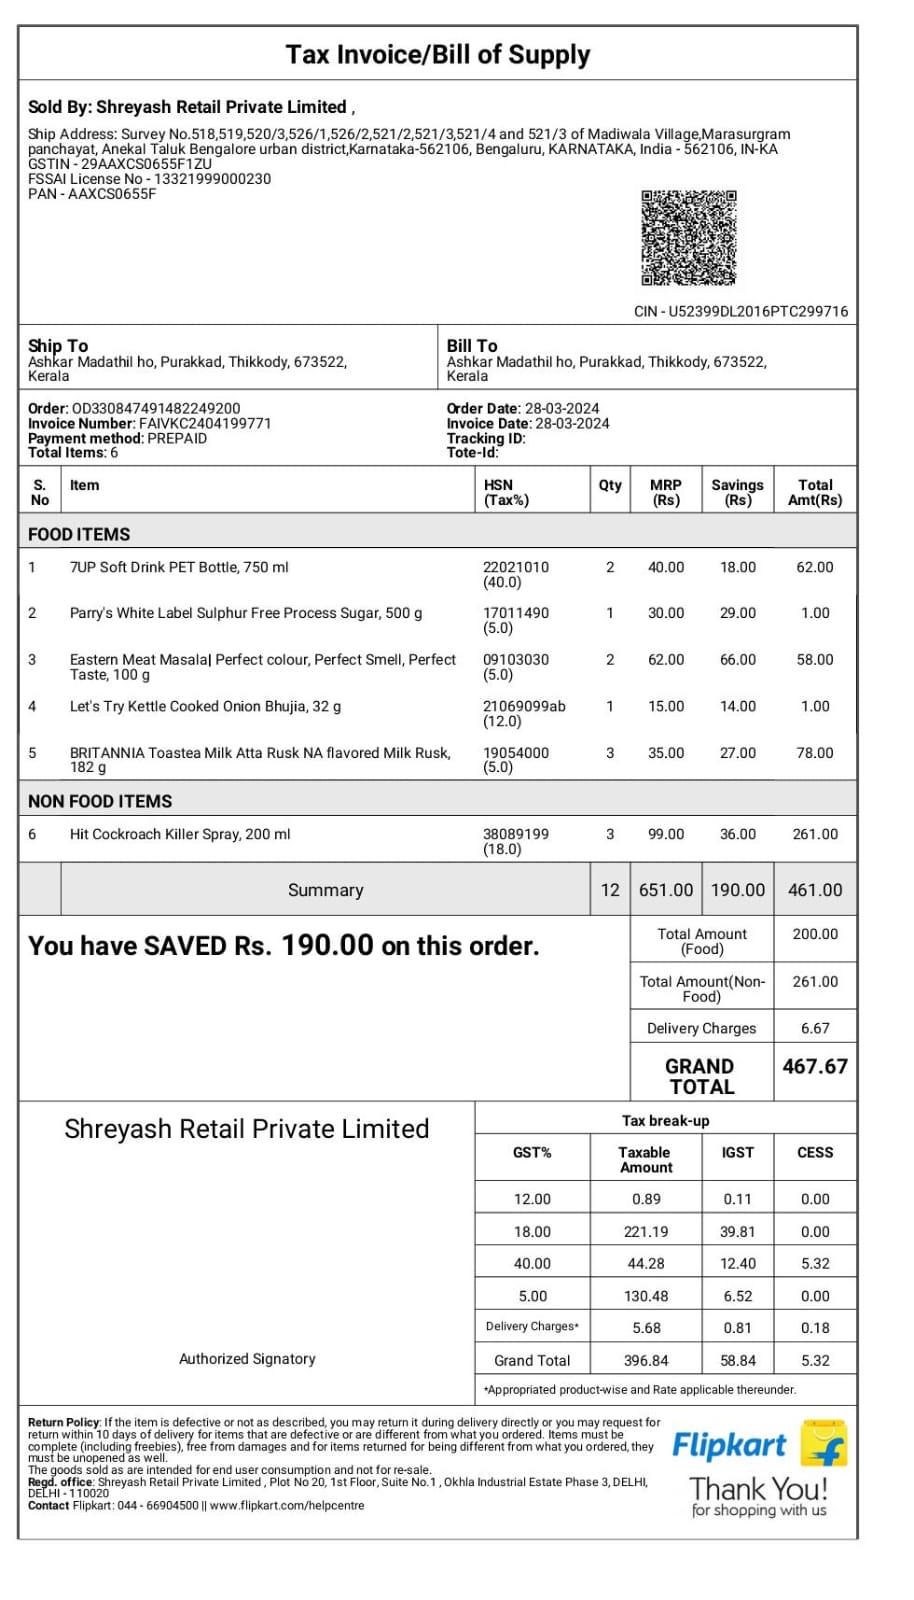 Tax Invoice/Bill of Supply
Sold By: Shreyash Retail Private Limited ,
Ship Address: Survey No.518,519,520/3,526/1,526/2,521/2,521/3,521/4 and 521/3 of Madiwala Village,Marasurgram
panchayat, Anekal Taluk Bengalore urban district,Karnataka-562106, Bengaluru, KARNATAKA, India - 562106, IN-KA
GSTIN - 29AAXCS0655F1ZU
FSSAI License No - 13321999000230
PAN - AAXCS0655F
CIN - U52399DL2016PTC299716
Ship To
Ashkar Madathil ho, Purakkad, Thikkody, 673522,
Kerala
Bill To
Ashkar Madathil ho, Purakkad, Thikkody, 673522,
Kerala
Order: OD330847491482249200
Invoice Number: FAIVKC2404199771
Payment method: PREPAID
Total Items: 6
Order Date: 28-03-2024
Invoice Date: 28-03-2024
Tracking ID:
Tote-Id:
S. No Item HSN (Tax%) Qty MRP (Rs) Savings (Rs) Total Amt(Rs)
FOOD ITEMS
1 7UP Soft Drink PET Bottle, 750 ml 22021010 2 40.00 18.00 62.00
(40.0)
2 Parry's White Label Sulphur Free Process Sugar, 500 g 17011490 1 30.00 29.00 1.00
(5.0)
3 Eastern Meat Masala| Perfect colour, Perfect Smell, Perfect 09103030 2 62.00 66.00 58.00
Taste, 100 g (5.0)
4 Let's Try Kettle Cooked Onion Bhujia, 32 g 21069099ab 1 15.00 14.00 1.00
(12.0)
5 BRITANNIA Toastea Milk Atta Rusk NA flavored Milk Rusk, 19054000 3 35.00 27.00 78.00
182 g (5.0)
NON FOOD ITEMS
6 Hit Cockroach Killer Spray, 200 ml 38089199 3 99.00 36.00 261.00
(18.0)
Summary 12 651.00 190.00 461.00
You have SAVED Rs. 190.00 on this order.
Total Amount (Food) 200.00
Total Amount(Non-Food) 261.00
Delivery Charges 6.67
GRAND TOTAL 467.67
Shreyash Retail Private Limited
Authorized Signatory
Tax break-up
GST% Taxable Amount IGST CESS
12.00 0.89 0.11 0.00
18.00 221.19 39.81 0.00
40.00 44.28 12.40 5.32
5.00 130.48 6.52 0.00
Delivery Charges* 5.68 0.81 0.18
Grand Total 396.84 58.84 5.32
*Appropriated product-wise and Rate applicable thereunder.
Return Policy: If the item is defective or not as described, you may return it during delivery directly or you may request for
return within 10 days of delivery for items that are defective or are different from what you ordered. Items must be
complete (including freebies), free from damages and for items returned for being different from what you ordered, they
must be unopened as well.
The goods sold as are intended for end user consumption and not for re-sale.
Regd. office: Shreyash Retail Private Limited , Plot No 20, 1st Floor, Suite No.1 , Okhla Industrial Estate Phase 3, DELHI,
DELHI - 110020
Contact Flipkart: 044 - 66904500 || www.flipkart.com/helpcentre
Flipkart
Thank You!
for shopping with us